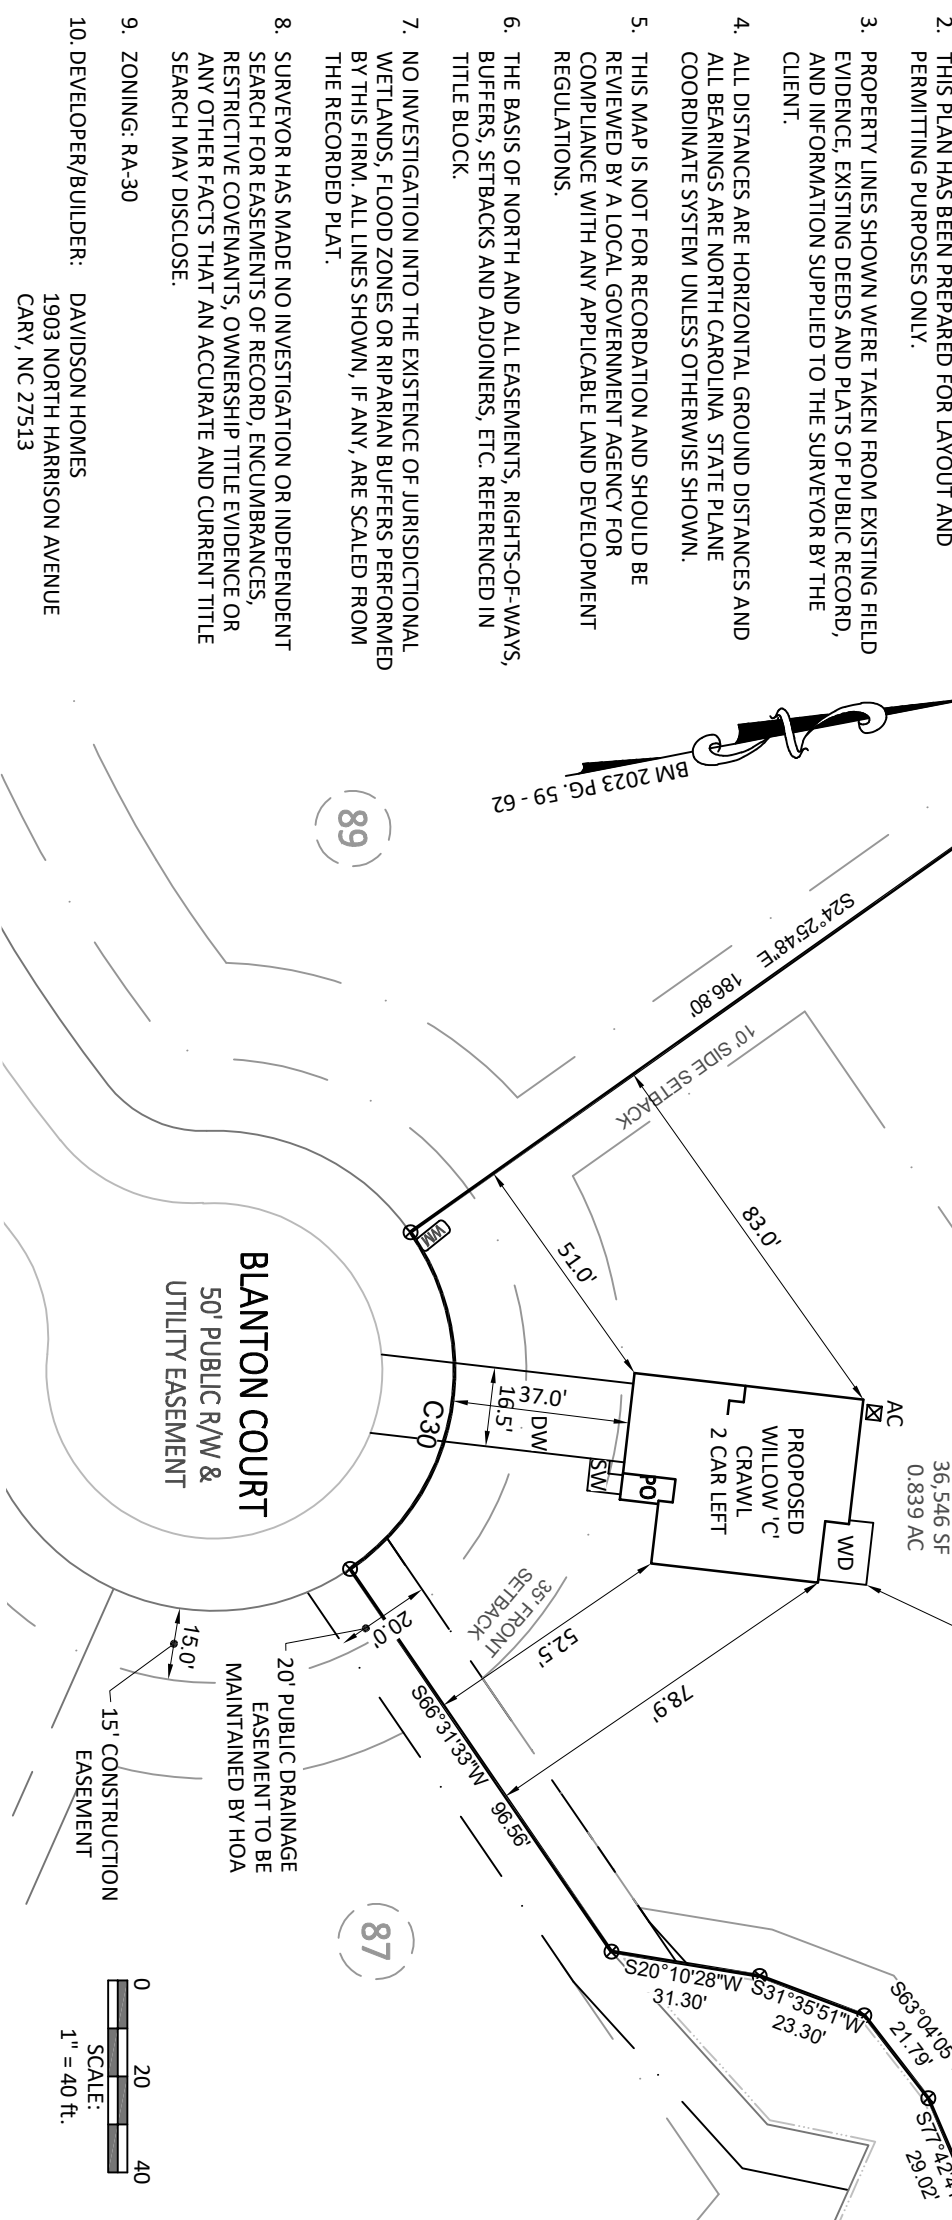 2. THIS PLAN HAS BEEN PREPARED FOR LAYOUT AND
PERMITTING PURPOSES ONLY.
3. PROPERTY LINES SHOWN WERE TAKEN FROM EXISTING FIELD
EVIDENCE, EXISTING DEEDS AND PLATS OF PUBLIC RECORD,
AND INFORMATION SUPPLIED TO THE SURVEYOR BY THE
CLIENT.
4. ALL DISTANCES ARE HORIZONTAL GROUND DISTANCES AND
ALL BEARINGS ARE NORTH CAROLINA STATE PLANE
COORDINATE SYSTEM UNLESS OTHERWISE SHOWN.
5. THIS MAP IS NOT FOR RECORDATION AND SHOULD BE
REVIEWED BY A LOCAL GOVERNMENT AGENCY FOR
COMPLIANCE WITH ANY APPLICABLE LAND DEVELOPMENT
REGULATIONS.
6. THE BASIS OF NORTH AND ALL EASEMENTS, RIGHTS-OF-WAYS,
BUFFERS, SETBACKS AND ADJOINERS, ETC. REFERENCED IN
TITLE BLOCK.
7. NO INVESTIGATION INTO THE EXISTENCE OF JURISDICTIONAL
WETLANDS, FLOOD ZONES OR RIPARIAN BUFFERS PERFORMED
BY THIS FIRM. ALL LINES SHOWN, IF ANY, ARE SCALED FROM
THE RECORDED PLAT.
8. SURVEYOR HAS MADE NO INVESTIGATION OR INDEPENDENT
SEARCH FOR EASEMENTS OF RECORD, ENCUMBRANCES,
RESTRICTIVE COVENANTS, OWNERSHIP TITLE EVIDENCE OR
ANY OTHER FACTS THAT AN ACCURATE AND CURRENT TITLE
SEARCH MAY DISCLOSE.
9. ZONING: RA-30
10. DEVELOPER/BUILDER: DAVIDSON HOMES
1903 NORTH HARRISON AVENUE
CARY, NC 27513
N
BM 2023 PG. 59 - 62
89
S24°25'48"E
186.80'
10' SIDE SETBACK
83.0'
51.0'
WM
AC
36,546 SF
0.839 AC
PROPOSED
WILLOW 'C'
CRAWL
2 CAR LEFT
WD
PO
SW
37.0'
16.5'
DW
C30
BLANTON COURT
50' PUBLIC R/W &
UTILITY EASEMENT
35' FRONT
SETBACK
52.5'
78.9'
20.0'
15.0'
20' PUBLIC DRAINAGE
EASEMENT TO BE
MAINTAINED BY HOA
15' CONSTRUCTION
EASEMENT
S66°31'33"W
96.56'
S20°10'28"W
31.30'
S31°35'51"W
23.30'
S63°04'05
21.79'
29.02'
87
0 20 40
SCALE:
1" = 40 ft.